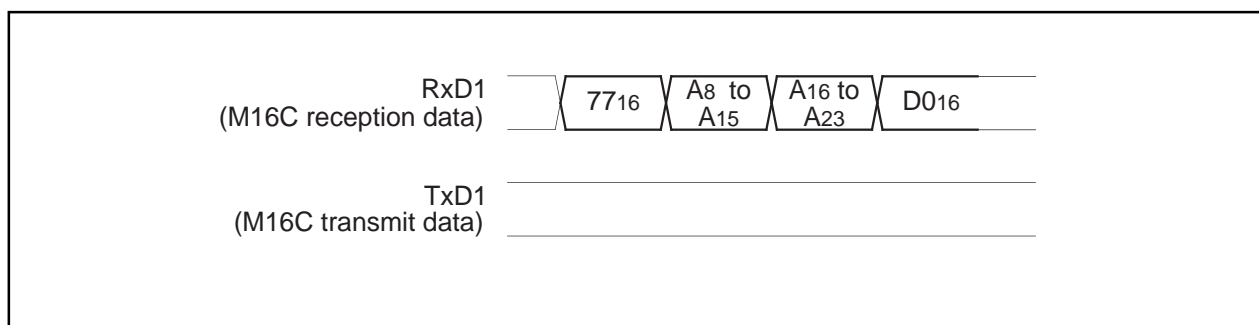 RxD1
(M16C reception data)
7716
A8 to
A15
A16 to
A23
D016
TxD1
(M16C transmit data)